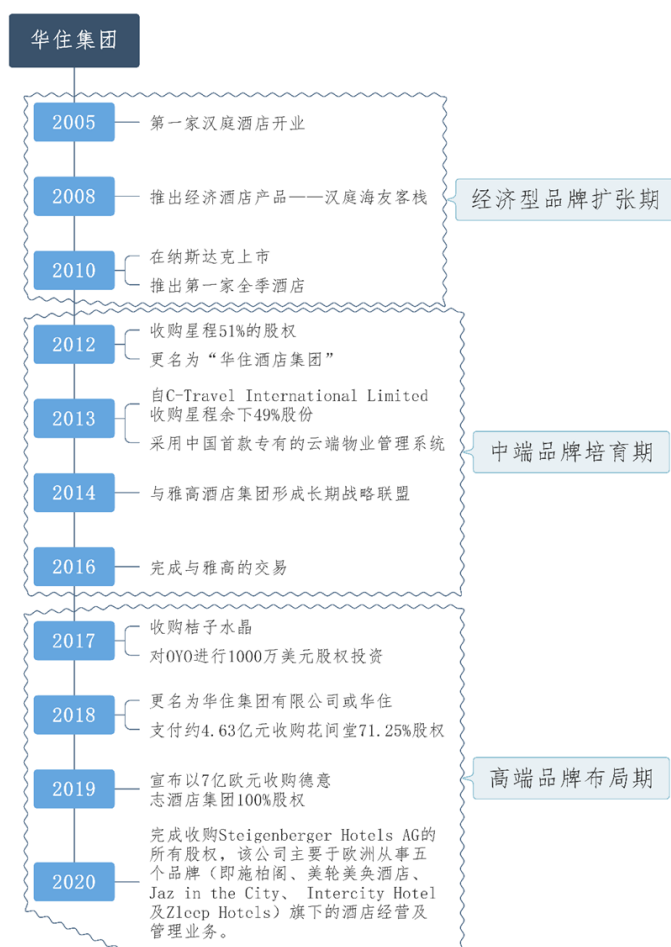 华住集团
2005
第一家汉庭酒店开业
2008
推出经济酒店产品——汉庭海友客栈
经济型品牌扩张期
2010
在纳斯达克上市
推出第一家全季酒店
2012
收购星程51%的股权
更名为“华住酒店集团”
2013
自C-Travel International Limited
收购星程余下49%股份
采用中国首款专有的云端物业管理系统
中端品牌培育期
2014
与雅高酒店集团形成长期战略联盟
2016
完成与雅高的交易
2017
收购桔子水晶
对OYO进行1000万美元股权投资
2018
更名为华住集团有限公司或华住
支付约4.63亿元收购花间堂71.25%股权
2019
宣布以7亿欧元收购德意
志酒店集团100%股权
高端品牌布局期
2020
完成收购Steigenberger Hotels AG的
所有股权，该公司主要于欧洲从事五
个品牌（即施柏阁、美轮美奂酒店、
Jaz in the City、 Intercity Hotel
及Zleep Hotels）旗下的酒店经营及
管理业务。